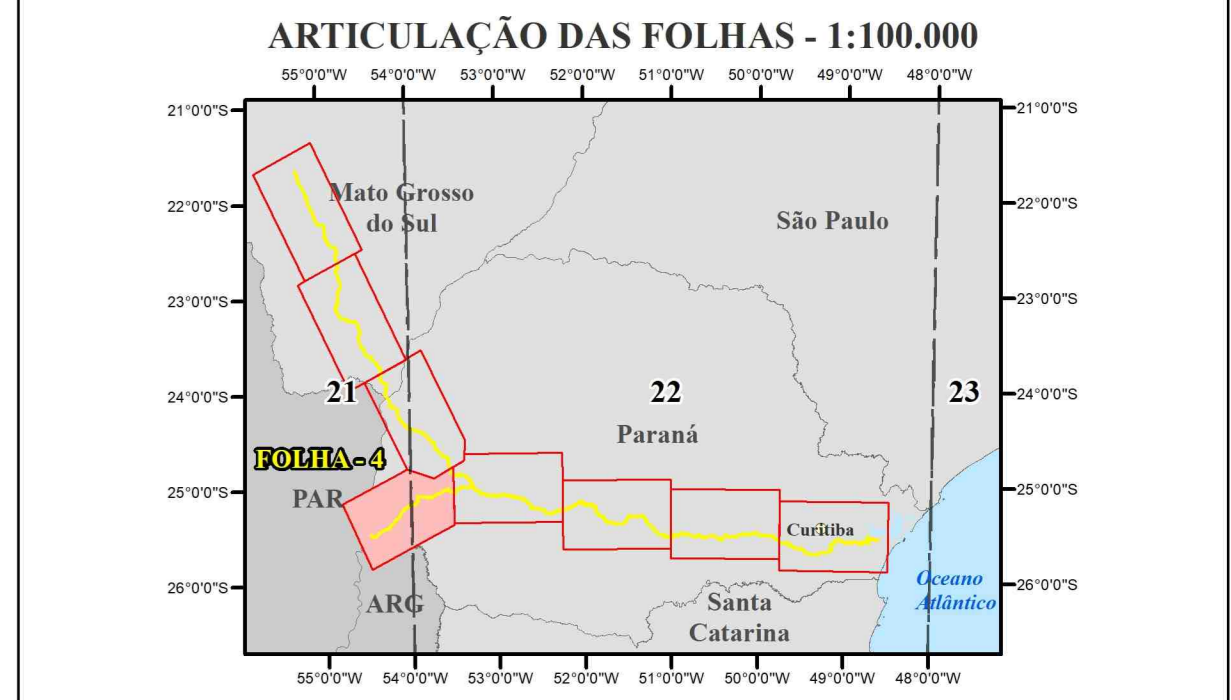 ARTICULAÇÃO DAS FOLHAS - 1:100.000
55°0'0"W 54°0'0"W 53°0'0"W 52°0'0"W 51°0'0"W 50°0'0"W 49°0'0"W 48°0'0"W
21°0'0"S 21°0'0"S
Mato Grosso
do Sul
22°0'0"S São Paulo 22°0'0"S
23°0'0"S 23°0'0"S
21 22 23
24°0'0"S 24°0'0"S
Paraná
FOLHA - 4
25°0'0"S PAR 25°0'0"S
Curitiba
26°0'0"S 26°0'0"S
Oceano
Atlântico
ARG
Santa
Catarina
55°0'0"W 54°0'0"W 53°0'0"W 52°0'0"W 51°0'0"W 50°0'0"W 49°0'0"W 48°0'0"W